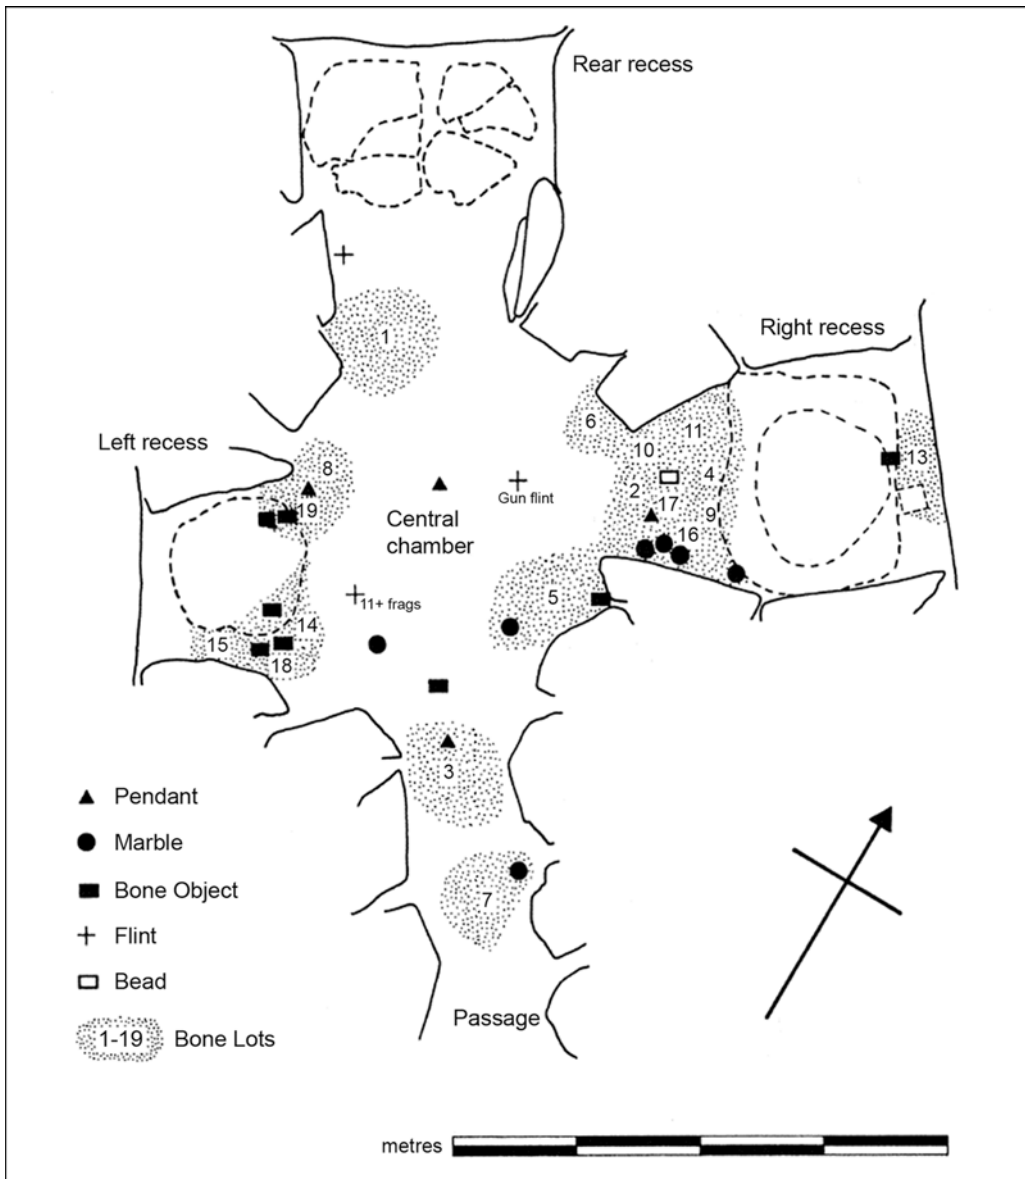 Rear recess
1
Right recess
6
11
10
Left recess
8
4
13
2
Gun flint
17
19
9
Central
chamber
16
5
11+ frags
14
15
18
3
Pendant
Marble
7
Bone Object
Flint
Bead
Passage
1-19 Bone Lots
metres